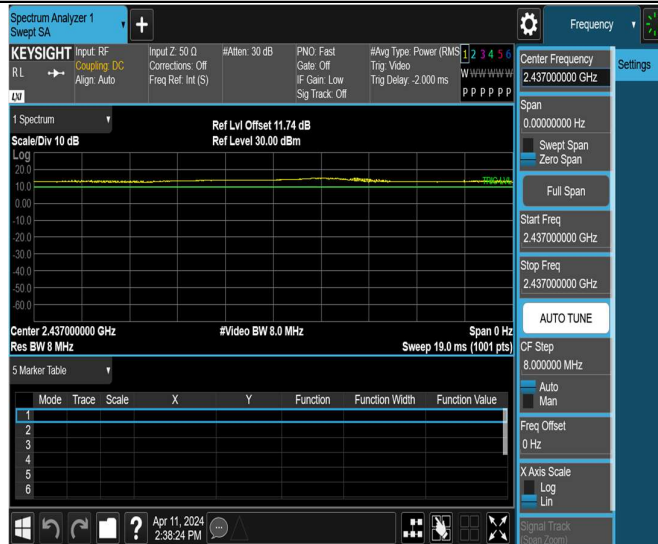 Spectrum Analyzer 1
Swept SA
+
Frequency
KEYSIGHT
RL
LXI
Input: RF
Coupling: DC
Align: Auto
Input Z: 50 Ω
Corrections: Off
Freq Ref: Int (S)
#Atten: 30 dB
PNO: Fast
Gate: Off
IF Gain: Low
Sig Track: Off
#Avg Type: Power (RMS
Trig: Video
Trig Delay: -2.000 ms
1 2 3 4 5 6
W W W W W W
P P P P P P
1 Spectrum
Scale/Div 10 dB
Ref Lvl Offset 11.74 dB
Ref Level 30.00 dBm
Log
20.0
10.0
0.00
-10.0
-20.0
-30.0
-40.0
-50.0
-60.0
TRIG LVL
Center 2.437000000 GHz
#Video BW 8.0 MHz
Span 0 Hz
Res BW 8 MHz
Sweep 19.0 ms (1001 pts)
5 Marker Table
Mode Trace Scale X Y Function Function Width Function Value
1
2
3
4
5
6
Apr 11, 2024
2:38:24 PM
Center Frequency
2.437000000 GHz
Settings
Span
0.00000000 Hz
Swept Span
Zero Span
Full Span
Start Freq
2.437000000 GHz
Stop Freq
2.437000000 GHz
AUTO TUNE
CF Step
8.000000 MHz
Auto
Man
Freq Offset
0 Hz
X Axis Scale
Log
Lin
Signal Track
(Span Zoom)